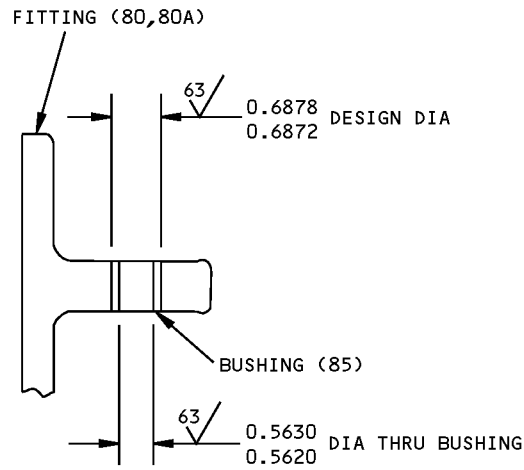 FITTING (80,80A)
63
0.6878
0.6872
DESIGN DIA
BUSHING (85)
63
0.5630
0.5620
DIA THRU BUSHING